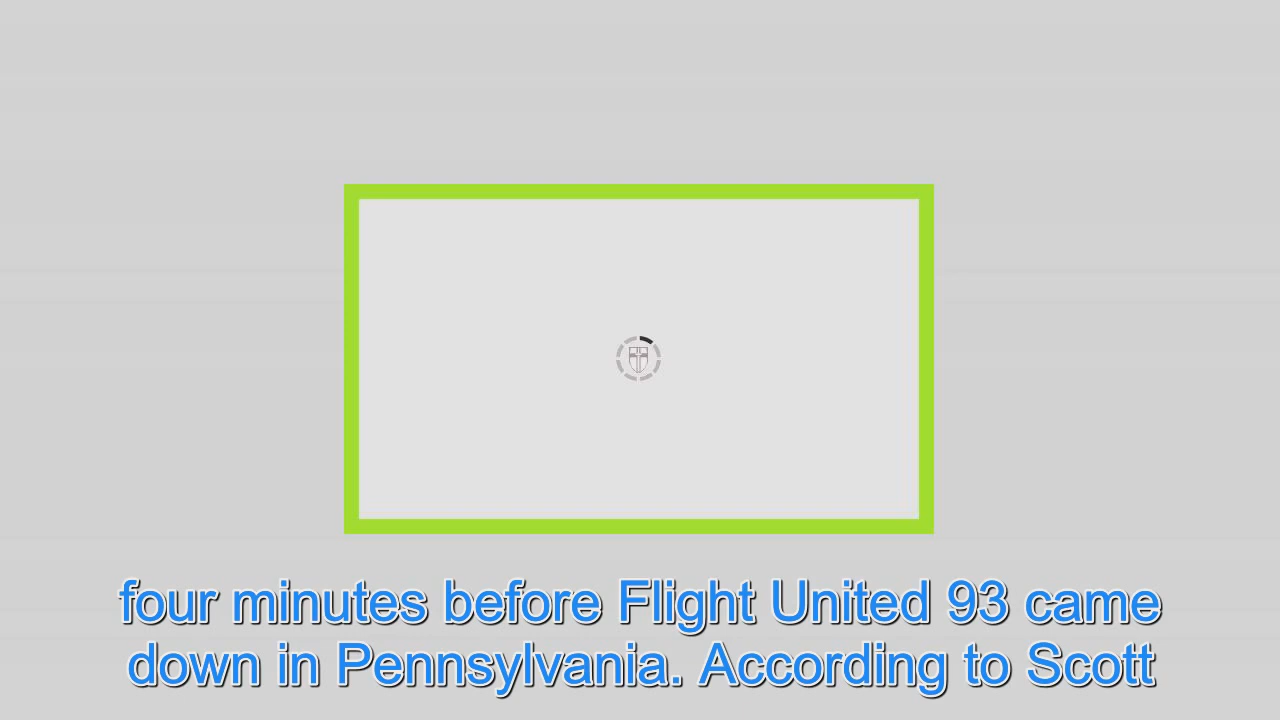 four minutes before Flight United 93 came
down in Pennsylvania. According to Scott